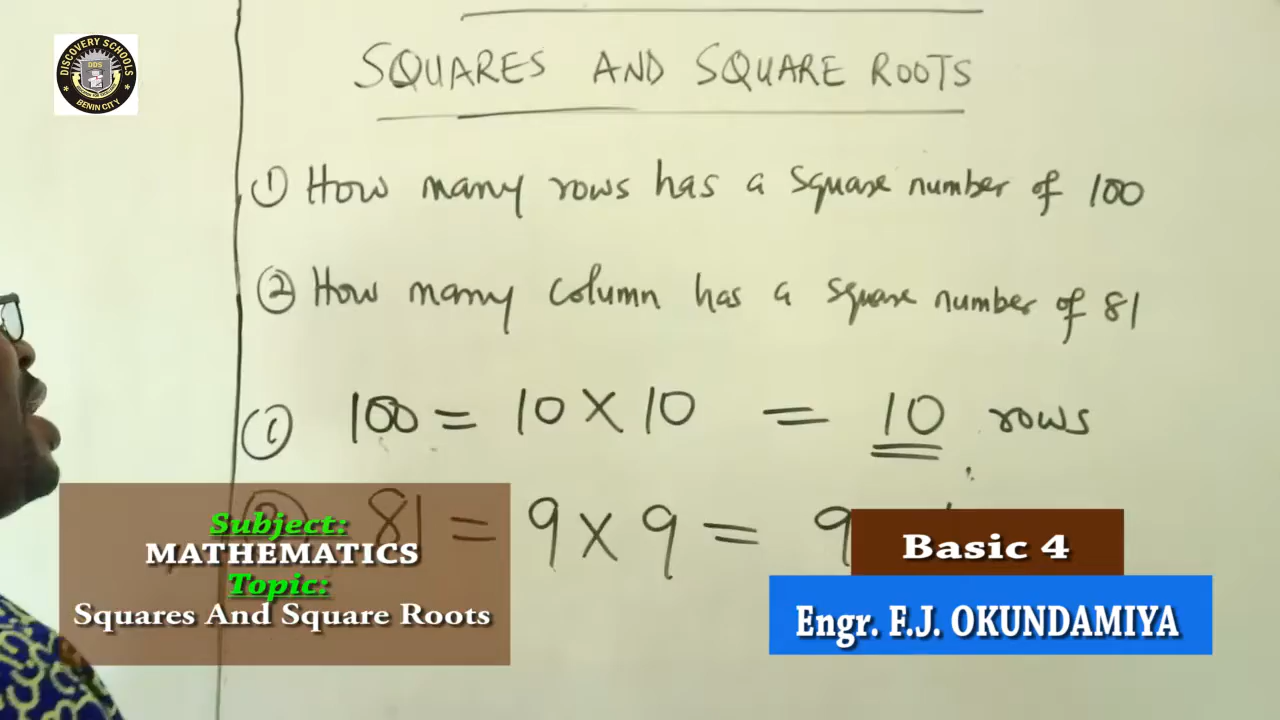 DISCOVERY SCHOOLS
DDS
BENIN CITY
SQUARES AND SQUARE ROOTS
① How many rows has a square number of 100
② How many column has a square number of 81
① 100 = 10 X 10 = 10 rows
② 81 = 9 X 9 = 9
Subject:
MATHEMATICS
Topic:
Squares And Square Roots
Basic 4
Engr. F.J. OKUNDAMIYA